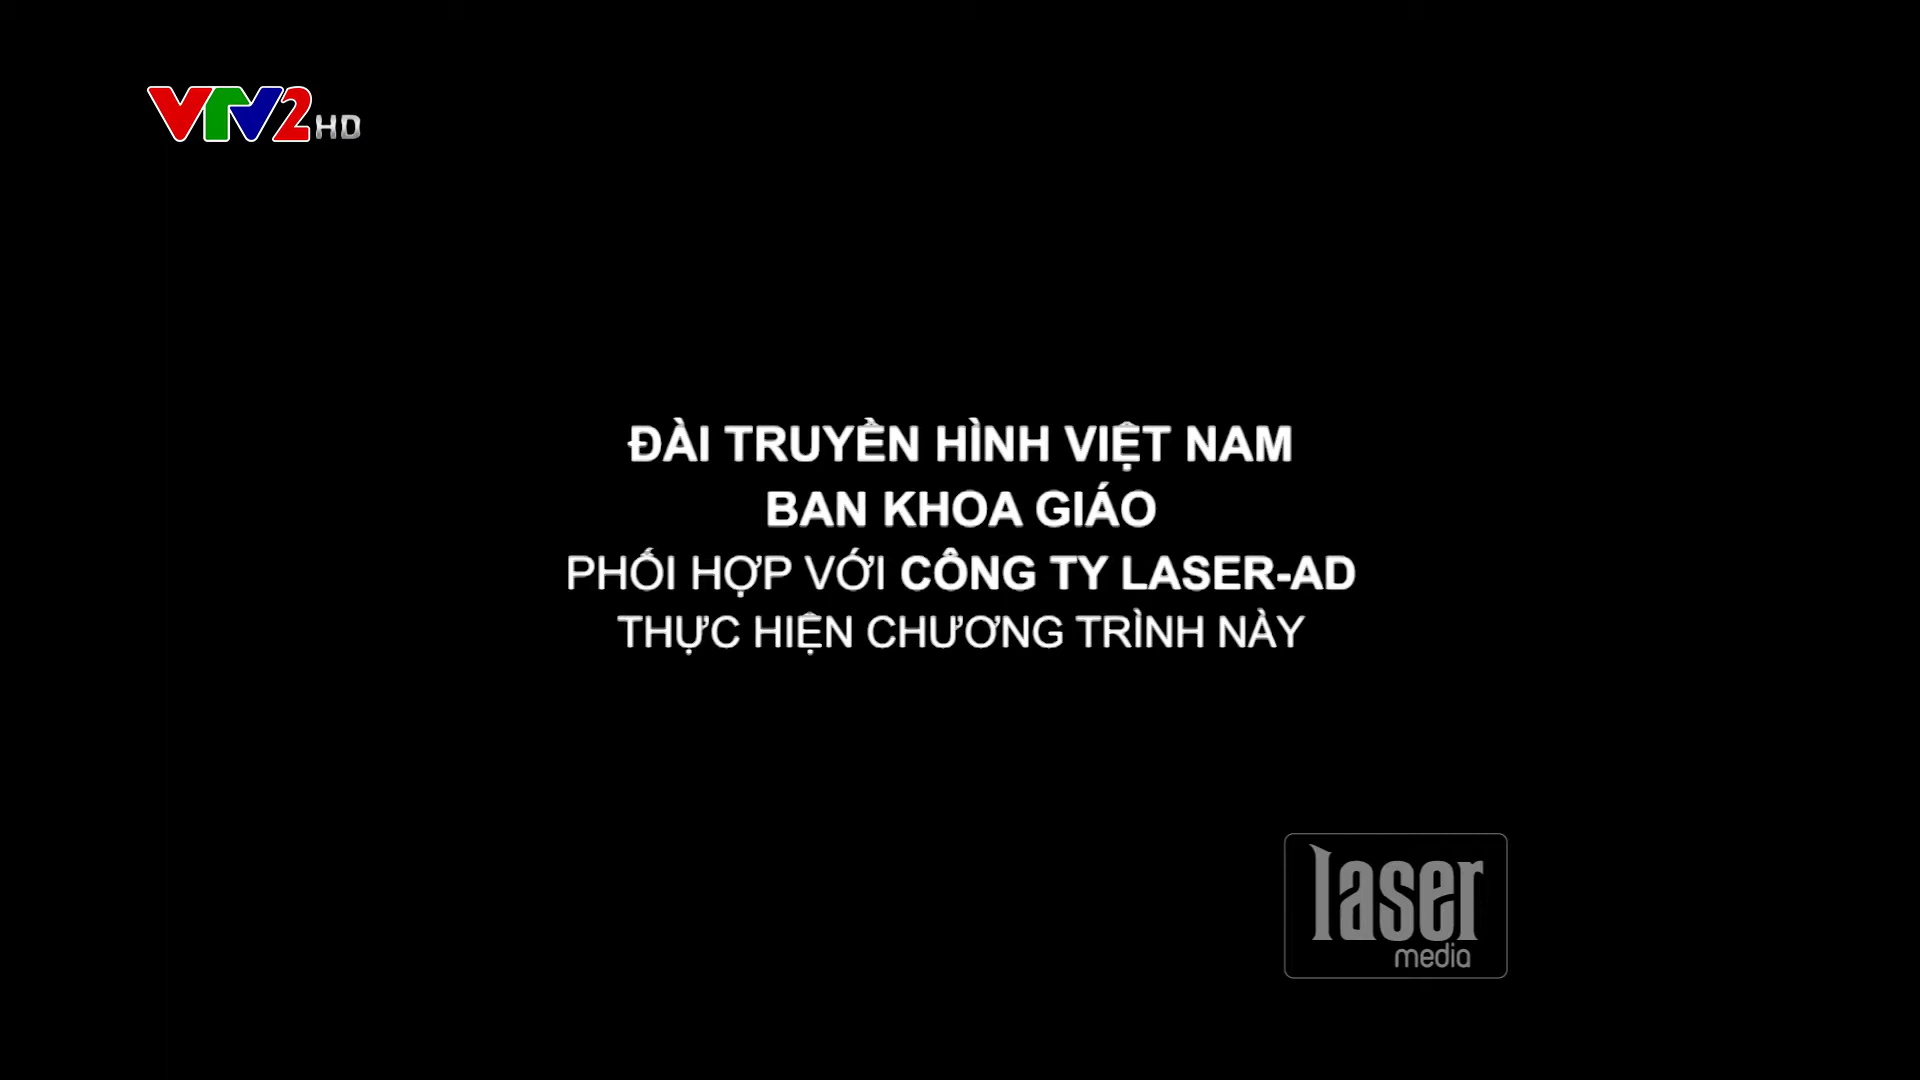 VTV2 HD
ĐÀI TRUYỀN HÌNH VIỆT NAM
BAN KHOA GIÁO
PHỐI HỢP VỚI CÔNG TY LASER-AD
THỰC HIỆN CHƯƠNG TRÌNH NÀY
laser
media